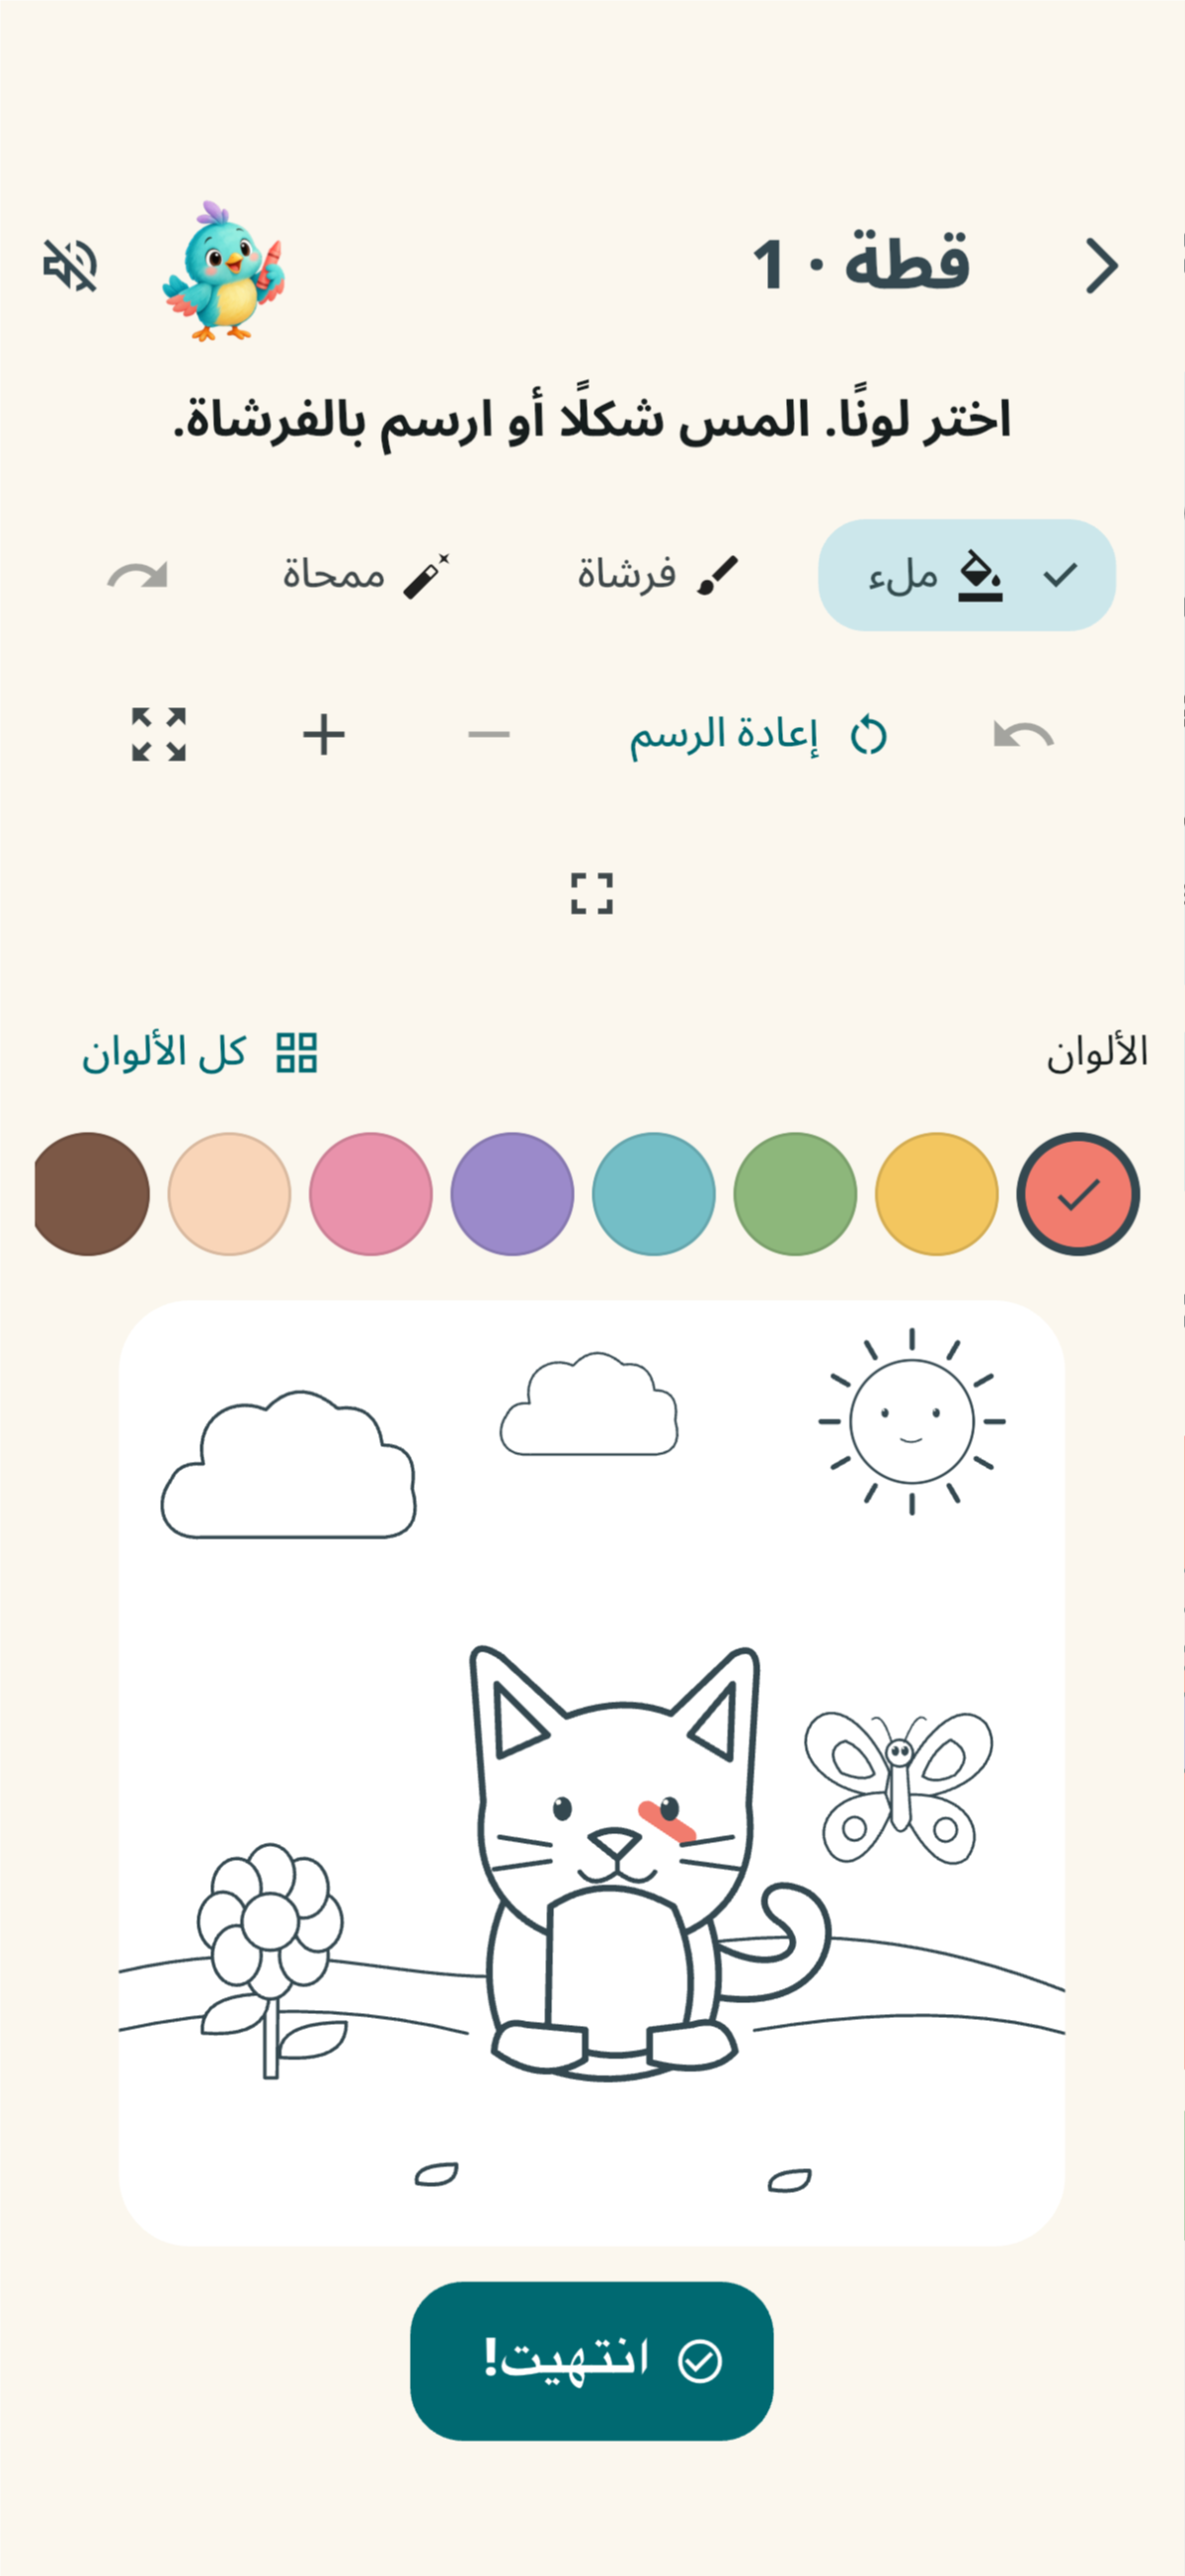 قطة · 1
اختر لونًا. المس شكلًا أو ارسم بالفرشاة.
ملء
فرشاة
ممحاة
إعادة الرسم
الألوان
كل الألوان
انتهيت!